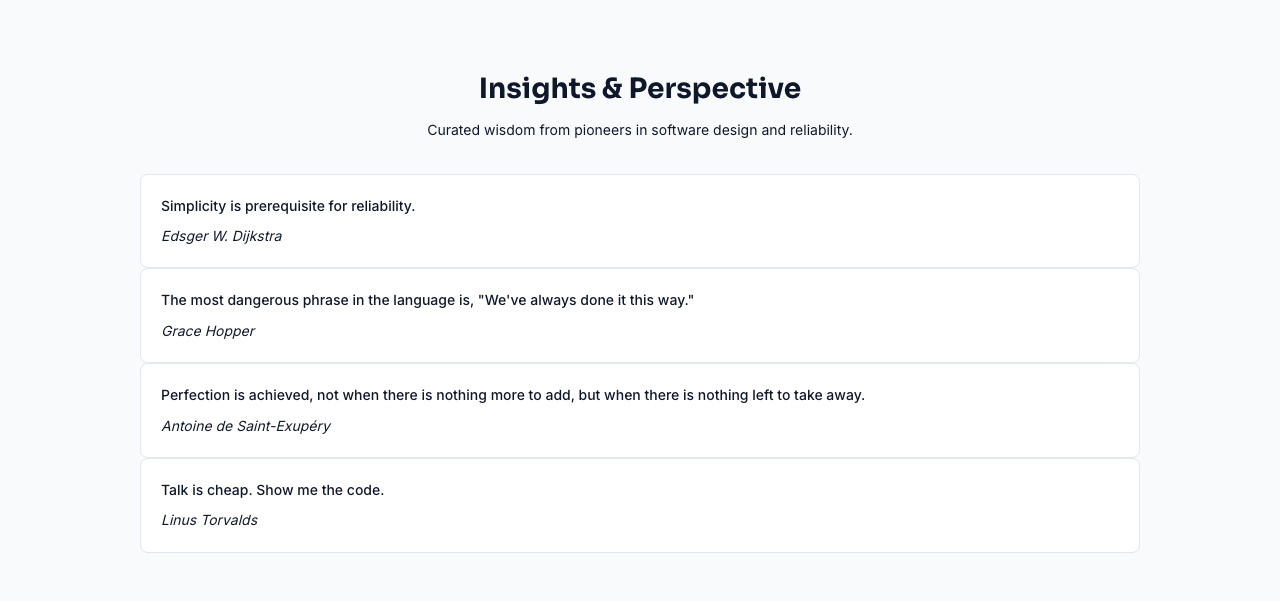 Insights & Perspective
Curated wisdom from pioneers in software design and reliability.
Simplicity is prerequisite for reliability.
Edsger W. Dijkstra
The most dangerous phrase in the language is, "We've always done it this way."
Grace Hopper
Perfection is achieved, not when there is nothing more to add, but when there is nothing left to take away.
Antoine de Saint-Exupéry
Talk is cheap. Show me the code.
Linus Torvalds